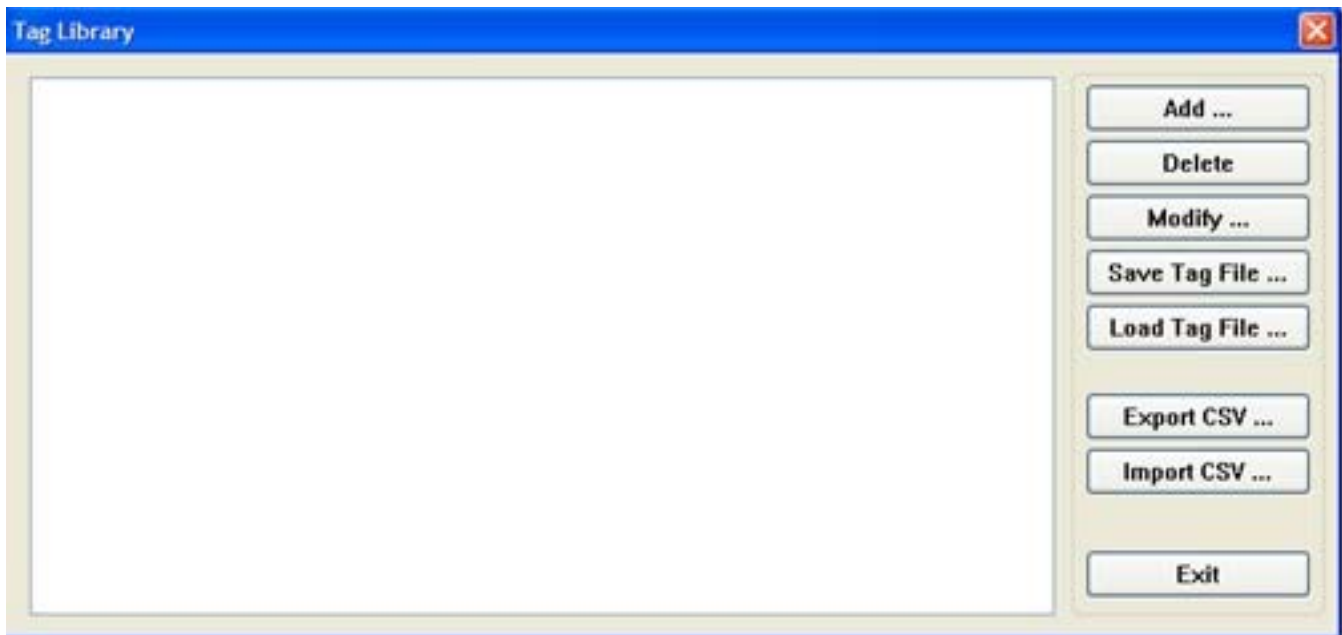 Tag Library
Add ...
Delete
Modify ...
Save Tag File ...
Load Tag File ...
Export CSV ...
Import CSV ...
Exit